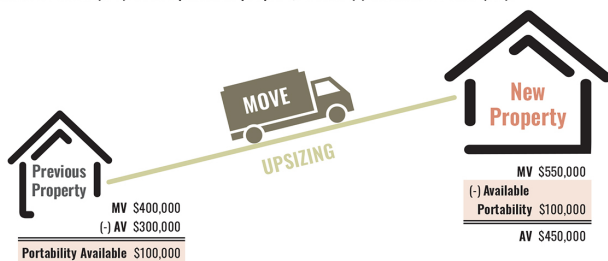 MOVE
UPSIZING
Previous
Property
MV $400,000
(-) AV $300,000
Portability Available $100,000
New
Property
MV $550,000
(-) Available
Portability $100,000
AV $450,000